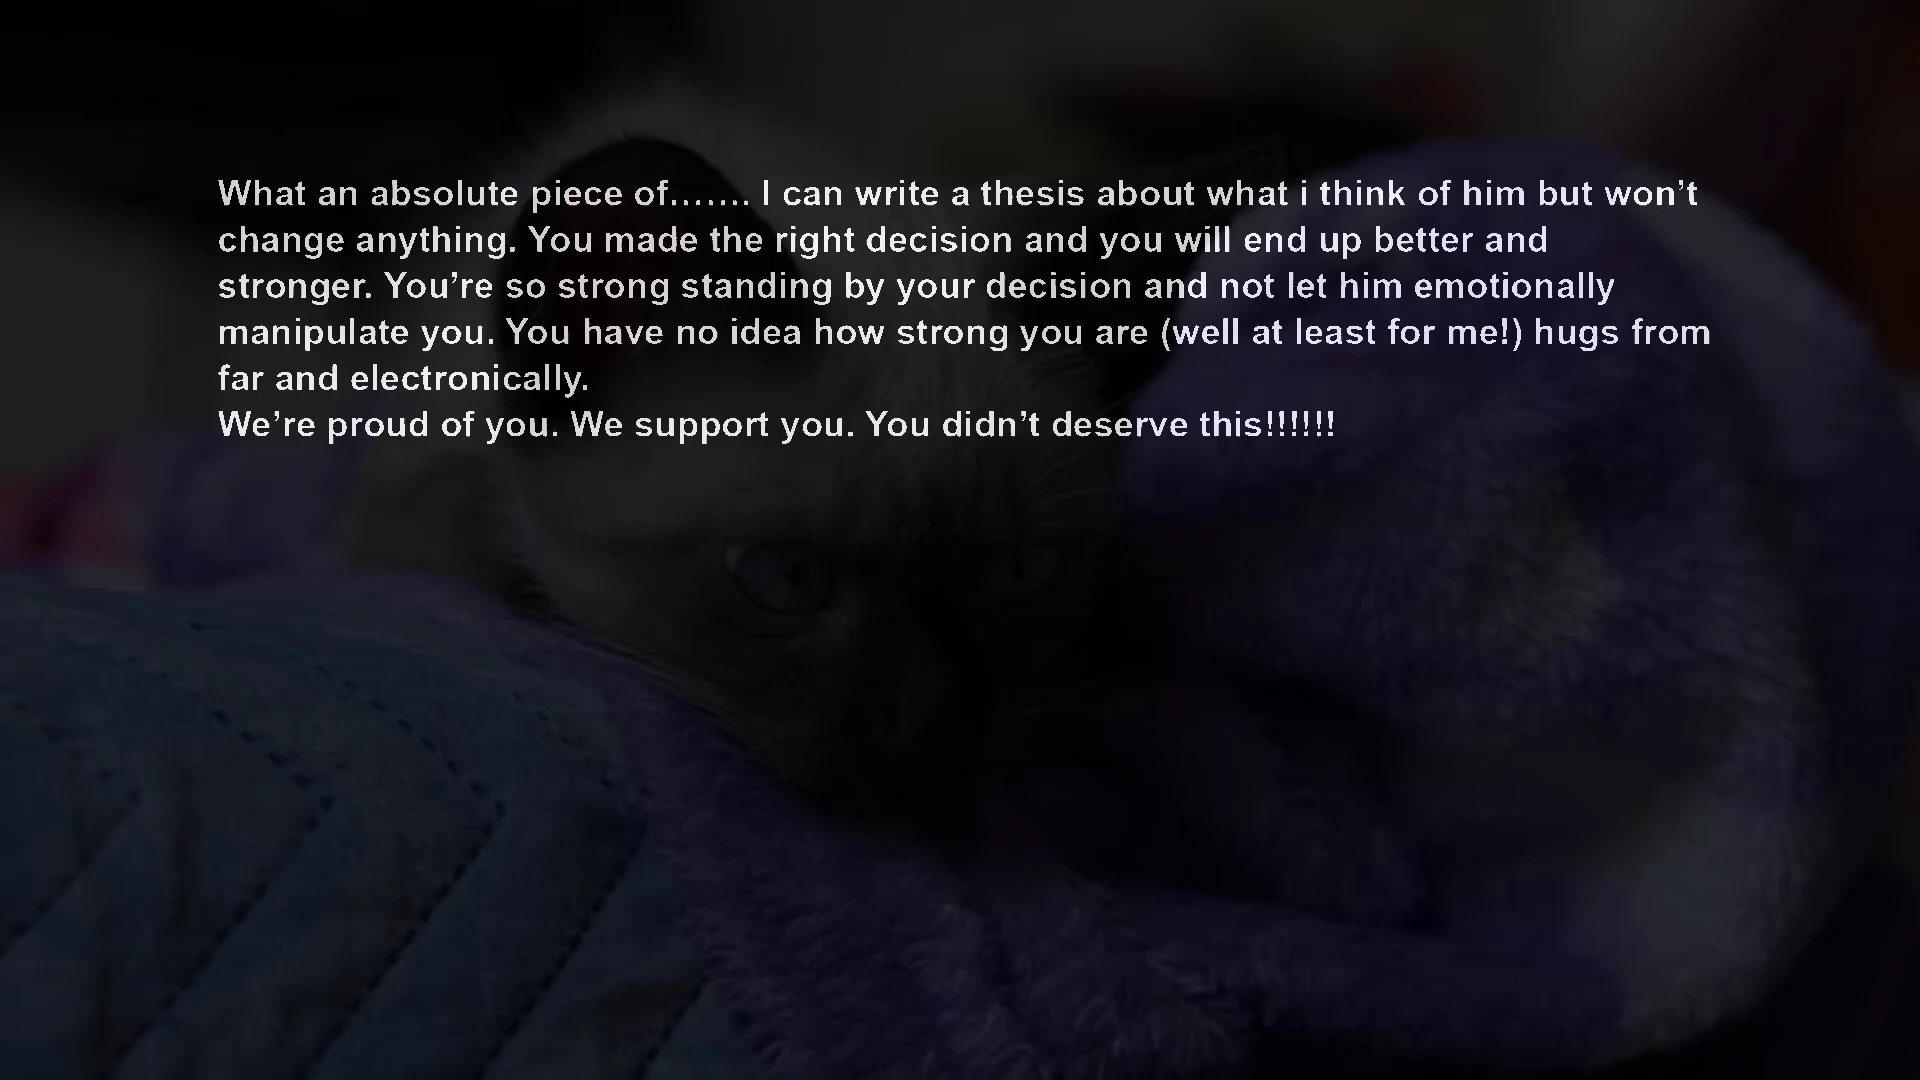 What an absolute piece of……. I can write a thesis about what i think of him but won’t
change anything. You made the right decision and you will end up better and
stronger. You’re so strong standing by your decision and not let him emotionally
manipulate you. You have no idea how strong you are (well at least for me!) hugs from
far and electronically.
We’re proud of you. We support you. You didn’t deserve this!!!!!!